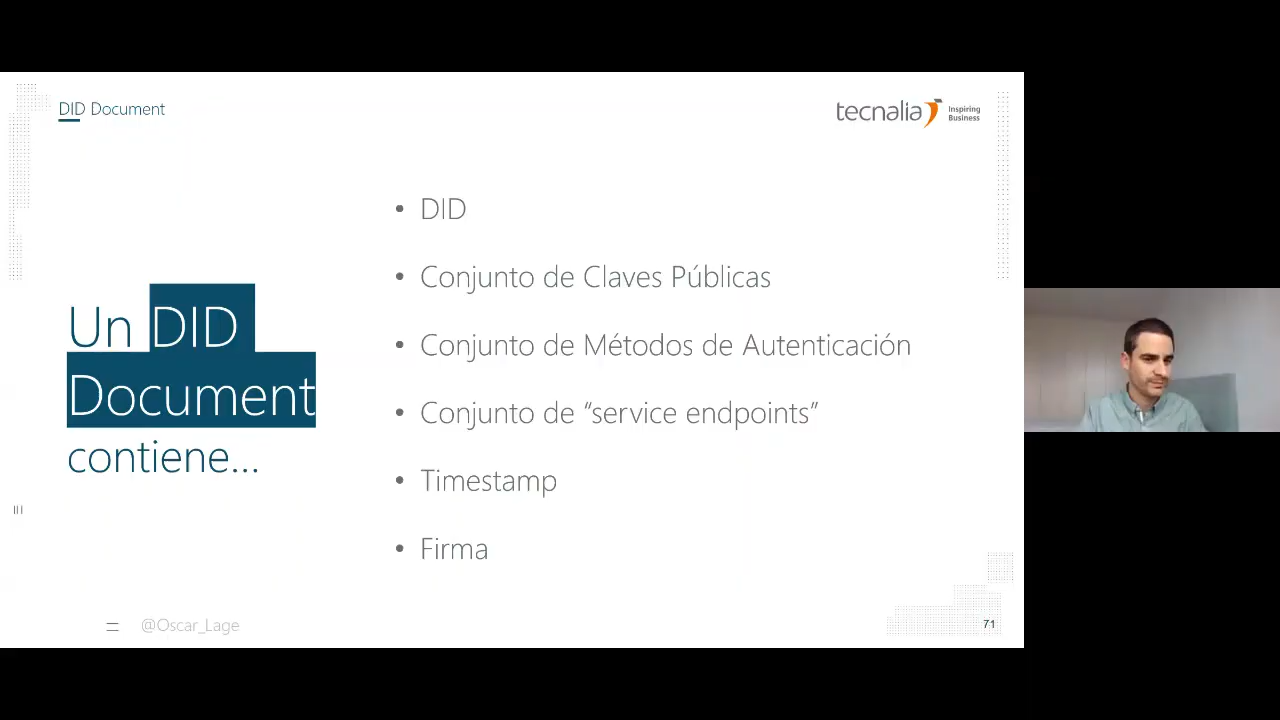 DID Document
tecnalia Inspiring
Business
Un DID
Document
contiene...
• DID
• Conjunto de Claves Públicas
• Conjunto de Métodos de Autenticación
• Conjunto de “service endpoints”
• Timestamp
• Firma
@Oscar_Lage
71